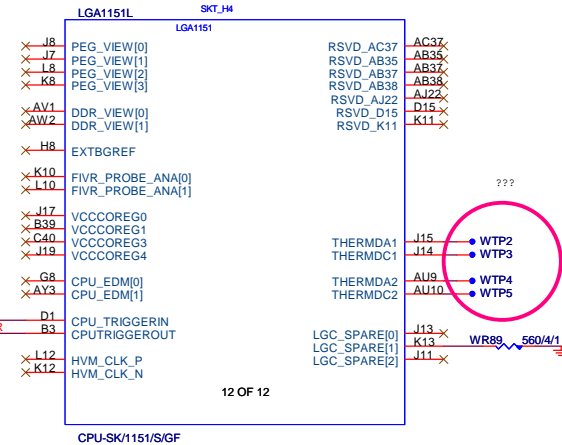 LGA1151L
SKT_H4
LGA1151
J8 PEG_VIEW[0]
J7 PEG_VIEW[1]
L8 PEG_VIEW[2]
K8 PEG_VIEW[3]
AV1 DDR_VIEW[0]
AW2 DDR_VIEW[1]
H8 EXTBGREF
K10 FIVR_PROBE_ANA[0]
L10 FIVR_PROBE_ANA[1]
J17 VCCCOREG0
B39 VCCCOREG1
C40 VCCCOREG3
J19 VCCCOREG4
G8 CPU_EDM[0]
AY3 CPU_EDM[1]
D1 CPU_TRIGGERIN
B3 CPUTRIGGEROUT
L12 HVM_CLK_P
K12 HVM_CLK_N
RSVD_AC37 AC37
RSVD_AB35 AB35
RSVD_AB37 AB37
RSVD_AB38 AB38
RSVD_AJ22 AJ22
RSVD_D15 D15
RSVD_K11 K11
???
THERMDA1 J15 WTP2
THERMDC1 J14 WTP3
THERMDA2 AU9 WTP4
THERMDC2 AU10 WTP5
LGC_SPARE[0] J13
LGC_SPARE[1] K13 WR89 560/4/1
LGC_SPARE[2] J11
12 OF 12
CPU-SK/1151/S/GF